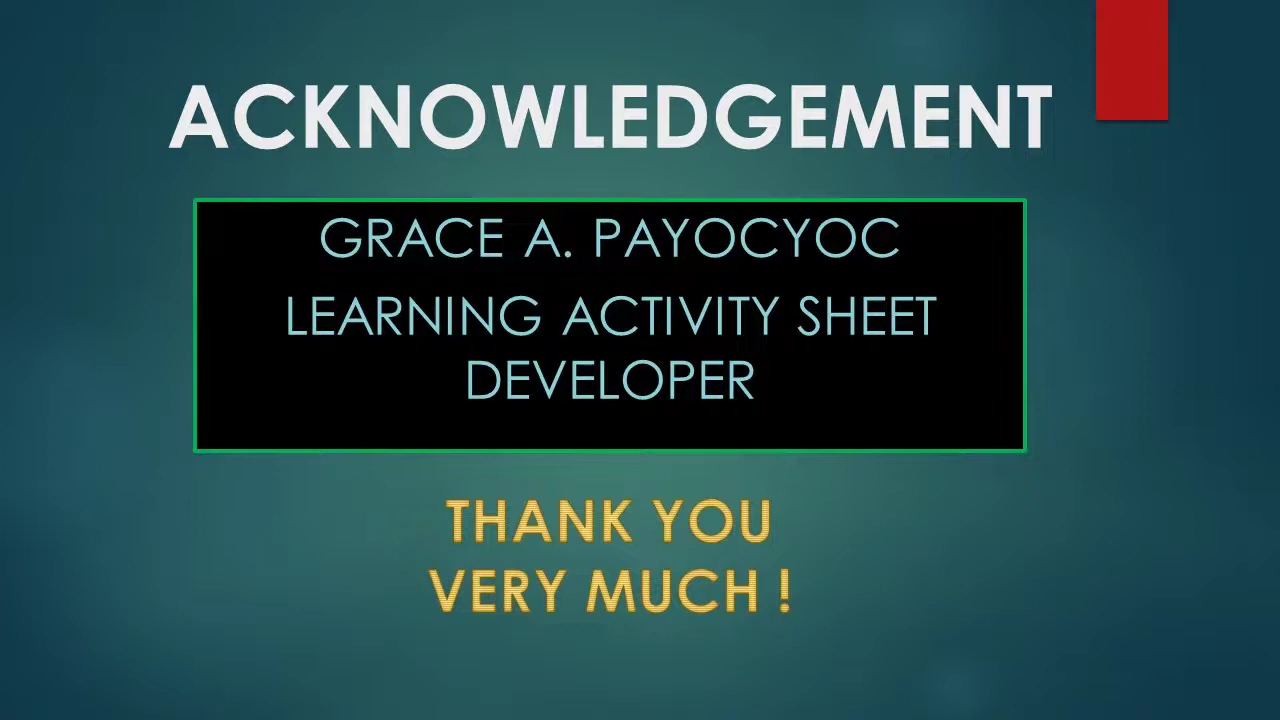 ACKNOWLEDGEMENT
GRACE A. PAYOCYOC
LEARNING ACTIVITY SHEET
DEVELOPER
THANK YOU
VERY MUCH !